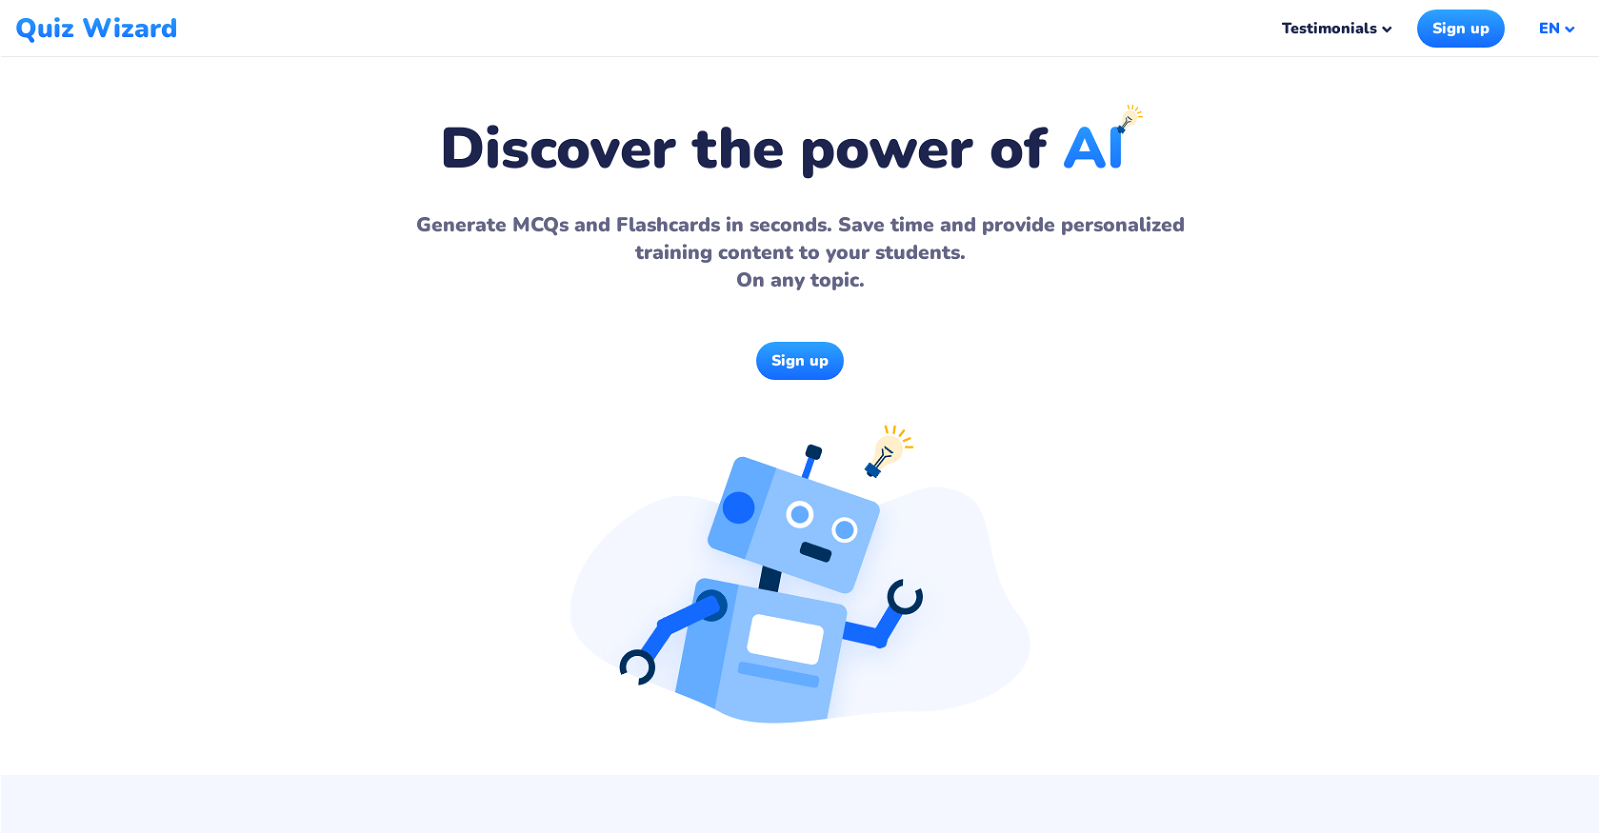 Quiz Wizard
Testimonials
Sign up
EN
Discover the power of AI
Generate MCQs and Flashcards in seconds. Save time and provide personalized
training content to your students.
On any topic.
Sign up